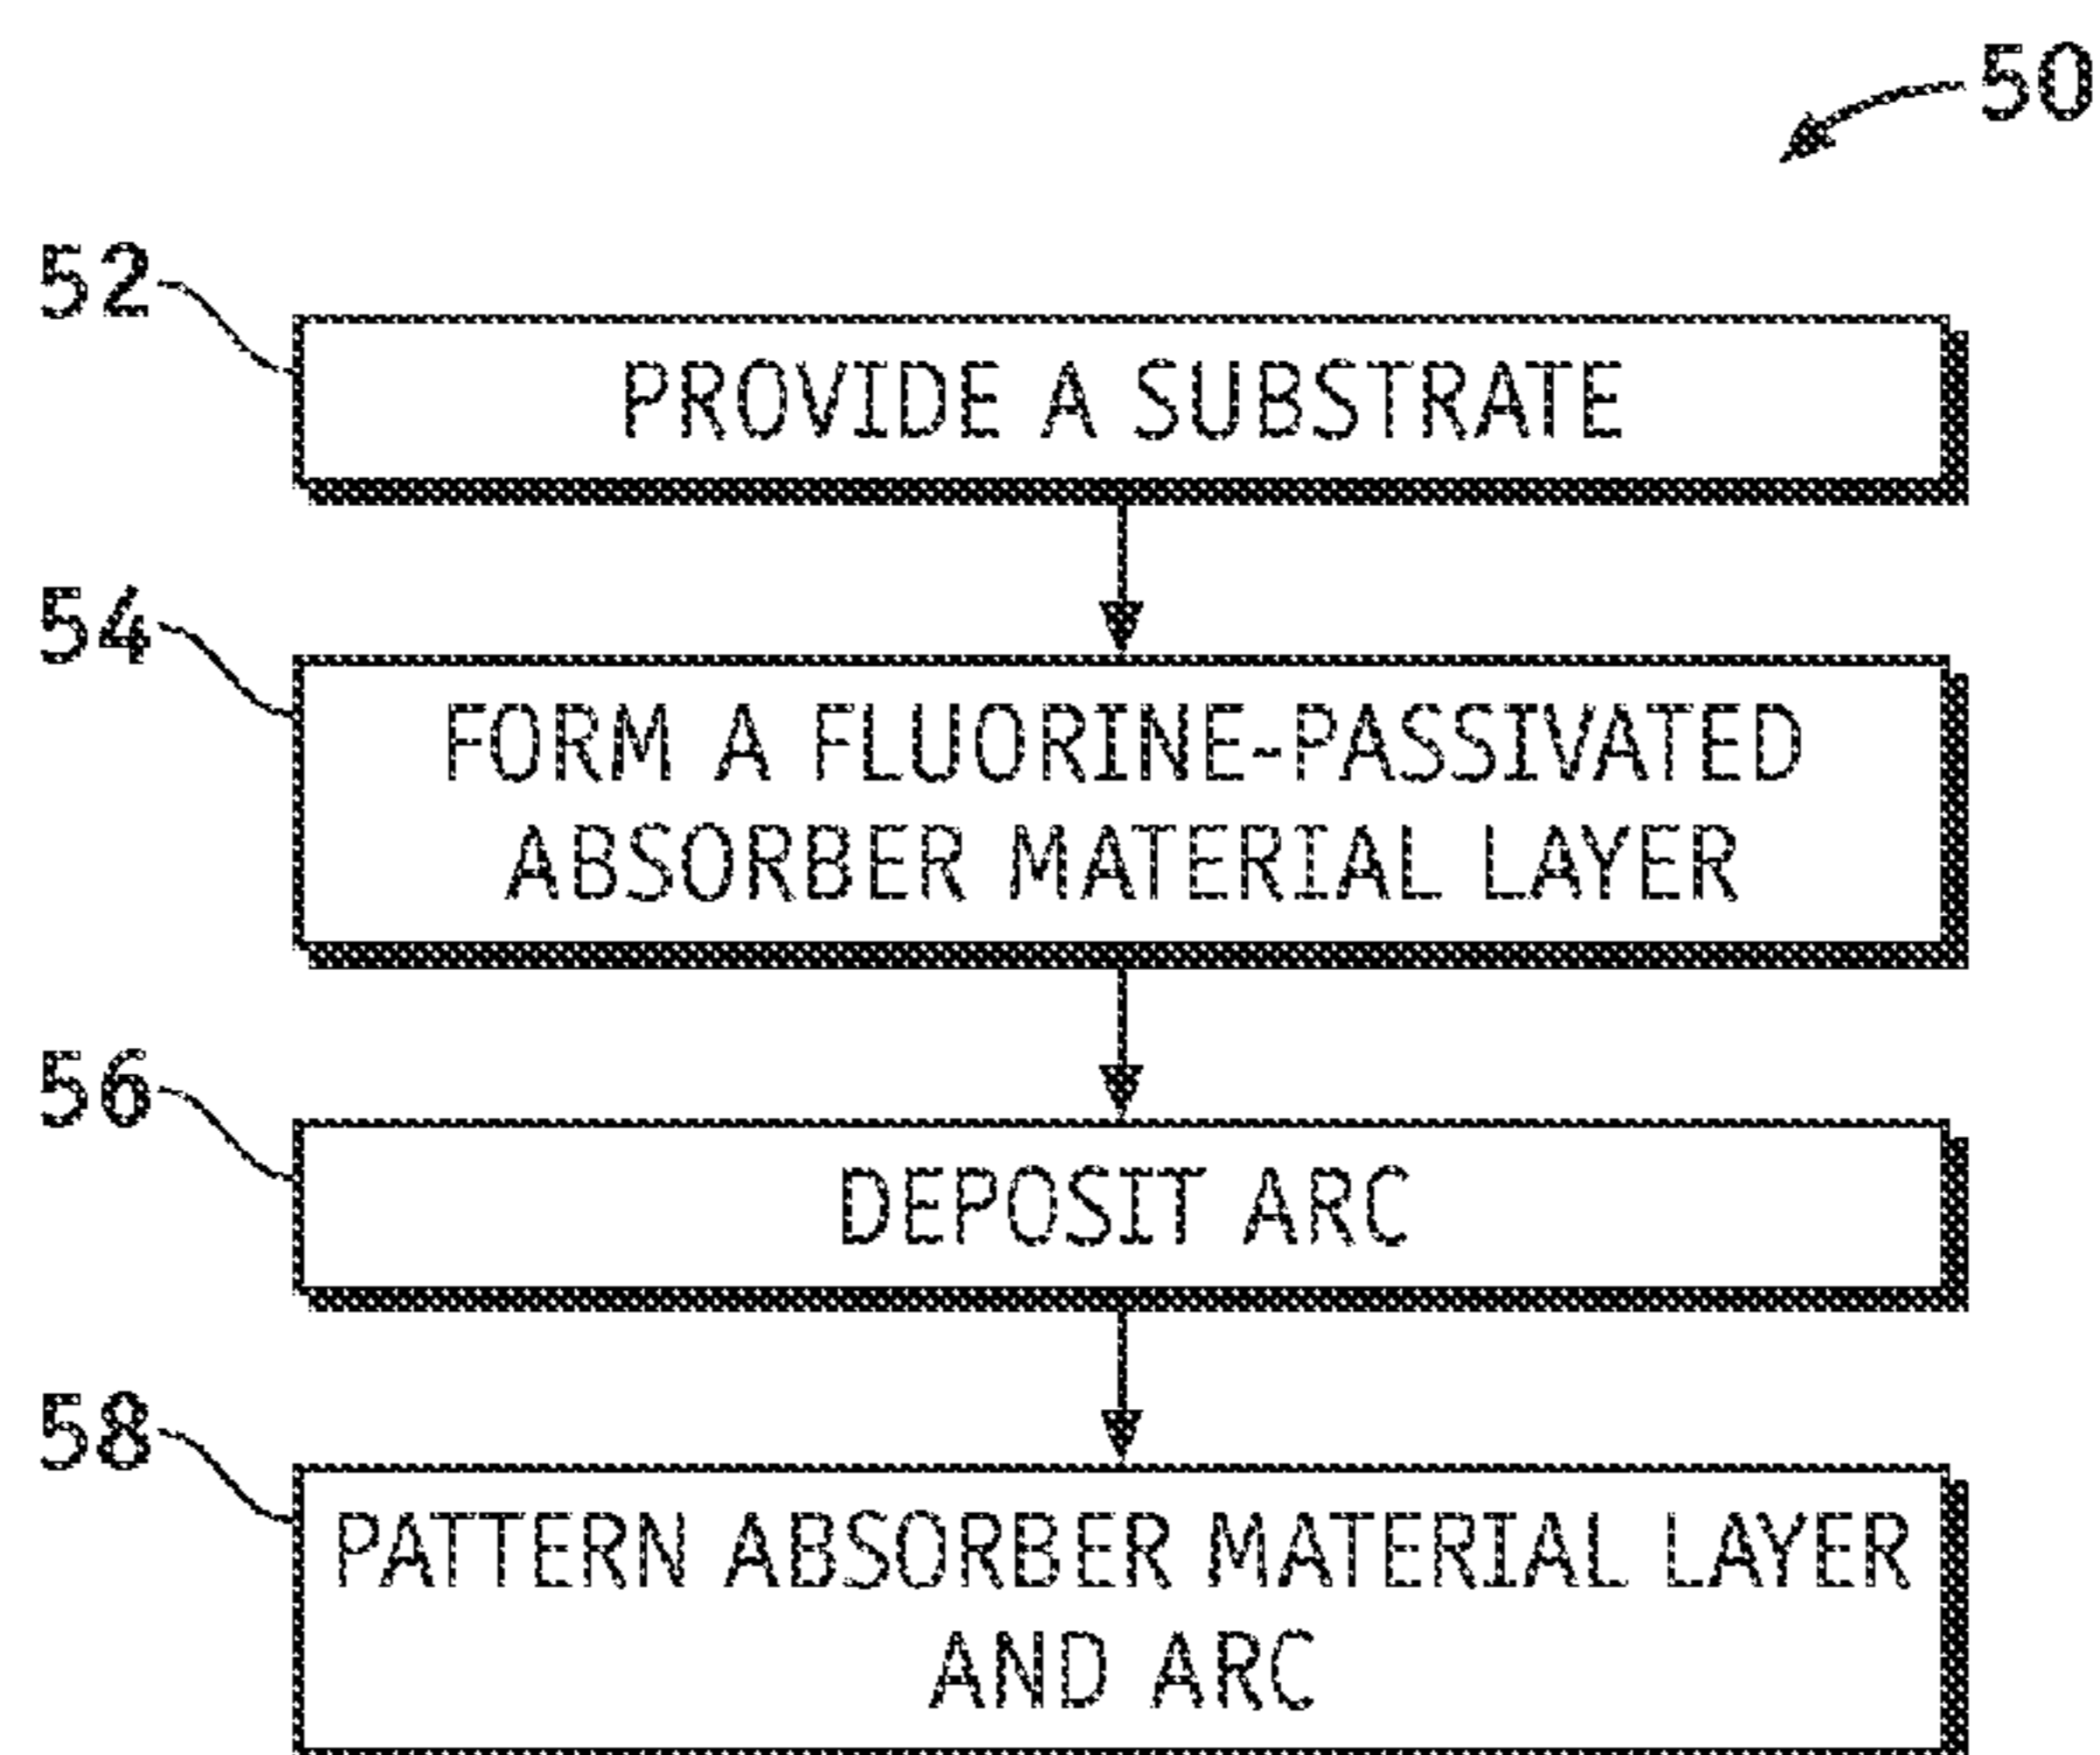 50
52
PROVIDE A SUBSTRATE
54
FORM A FLUORINE-PASSIVATED
ABSORBER MATERIAL LAYER
56
DEPOSIT ARC
58
PATTERN ABSORBER MATERIAL LAYER
AND ARC